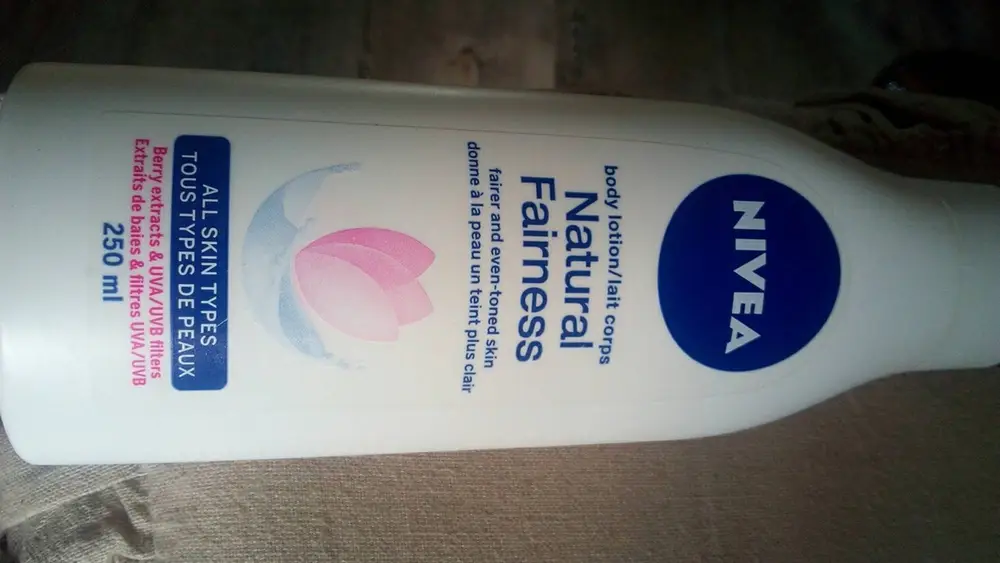 NIVEA
body lotion/lait corps
Natural
Fairness
fairer and even-toned skin
donne à la peau un teint plus clair
ALL SKIN TYPES
TOUS TYPES DE PEAUX
Berry extracts & UVA/UVB filters
Extraits de baies & filtres UVA/UVB
250 ml